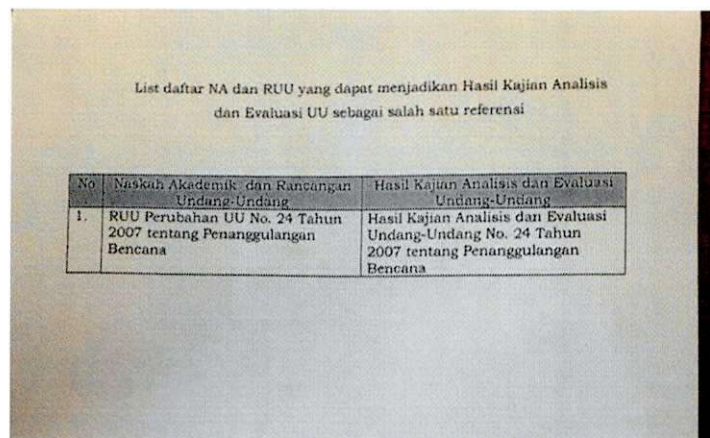 List daftar NA dan RUU yang dapat menjadikan Hasil Kajian Analisis
dan Evaluasi UU sebagai salah satu referensi
No Naskah Akademik dan Rancangan Undang-Undang
Hasil Kajian Analisis dan Evaluasi Undang-Undang
1. RUU Perubahan UU No. 24 Tahun
2007 tentang Penanggulangan
Bencana
Hasil Kajian Analisis dan Evaluasi
Undang-Undang No. 24 Tahun
2007 tentang Penanggulangan
Bencana